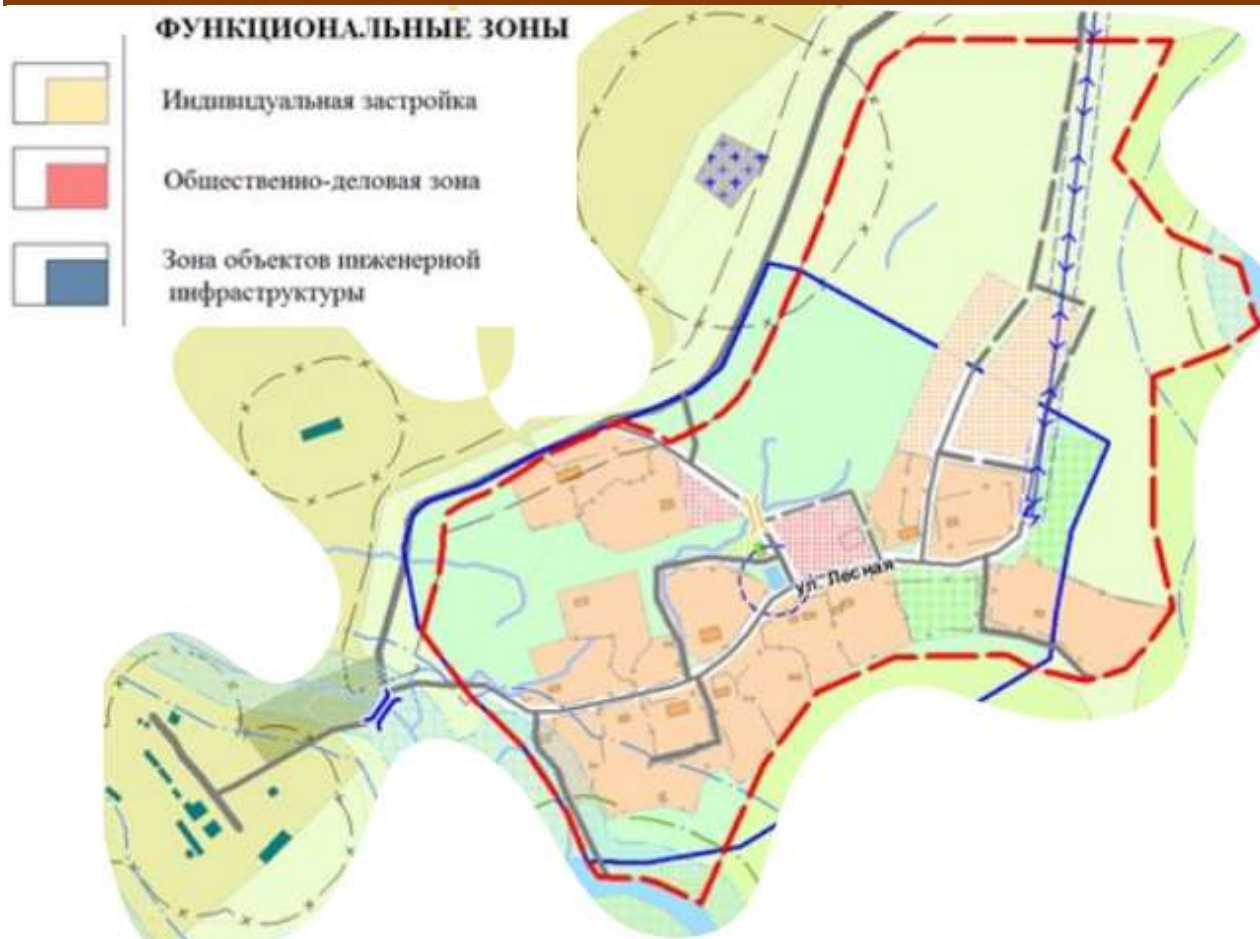 ФУНКЦИОНАЛЬНЫЕ ЗОНЫ
Индивидуальная застройка
Общественно-деловая зона
Зона объектов инженерной
инфраструктуры
ул. Лесная